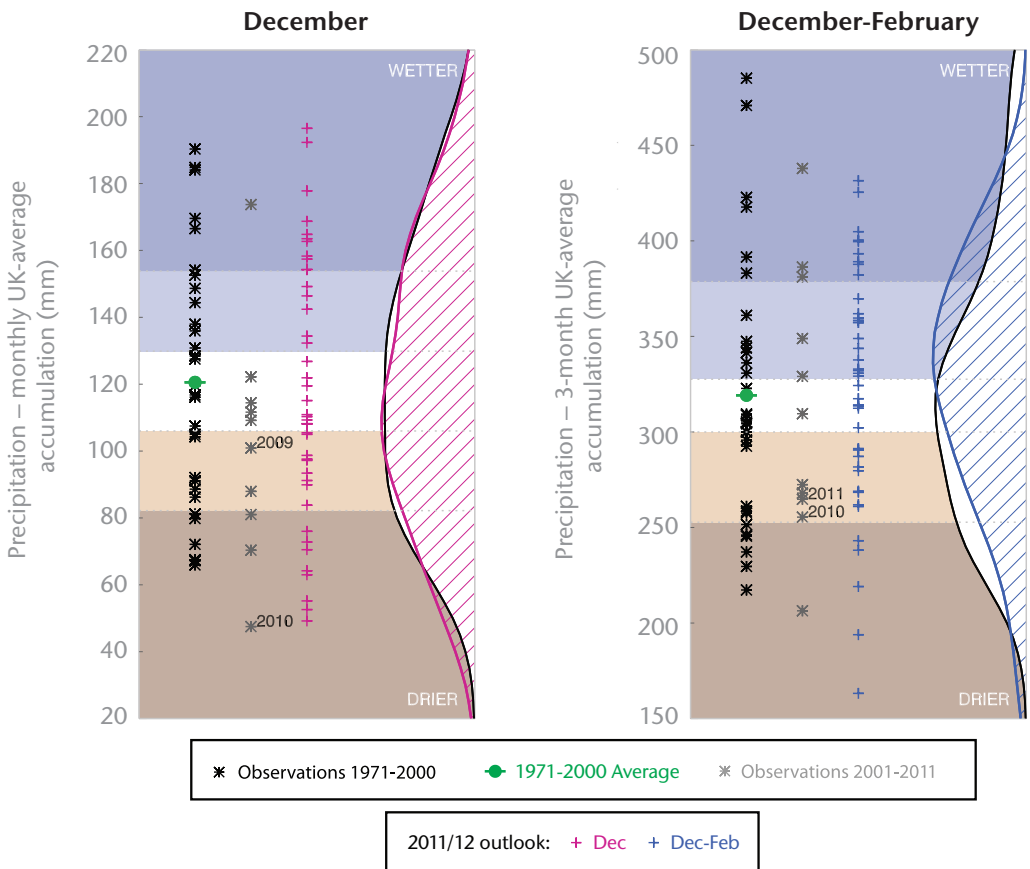 December
Precipitation – monthly UK-average
accumulation (mm)
220
200
180
160
140
120
100
80
60
40
20
WETTER
2009
2010
DRIER
December-February
Precipitation – 3-month UK-average
accumulation (mm)
500
450
400
350
300
250
200
150
WETTER
2011
2010
DRIER
Observations 1971-2000
1971-2000 Average
Observations 2001-2011
2011/12 outlook: + Dec + Dec-Feb